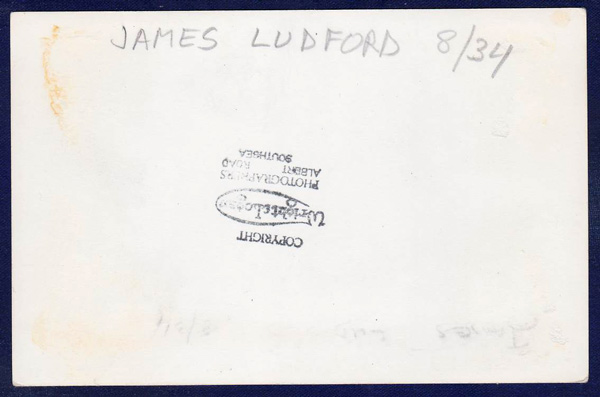 JAMES LUDFORD 8/34
COPYRIGHT
Wright & Logan
PHOTOGRAPHERS
ALBERT ROAD
SOUTHSEA